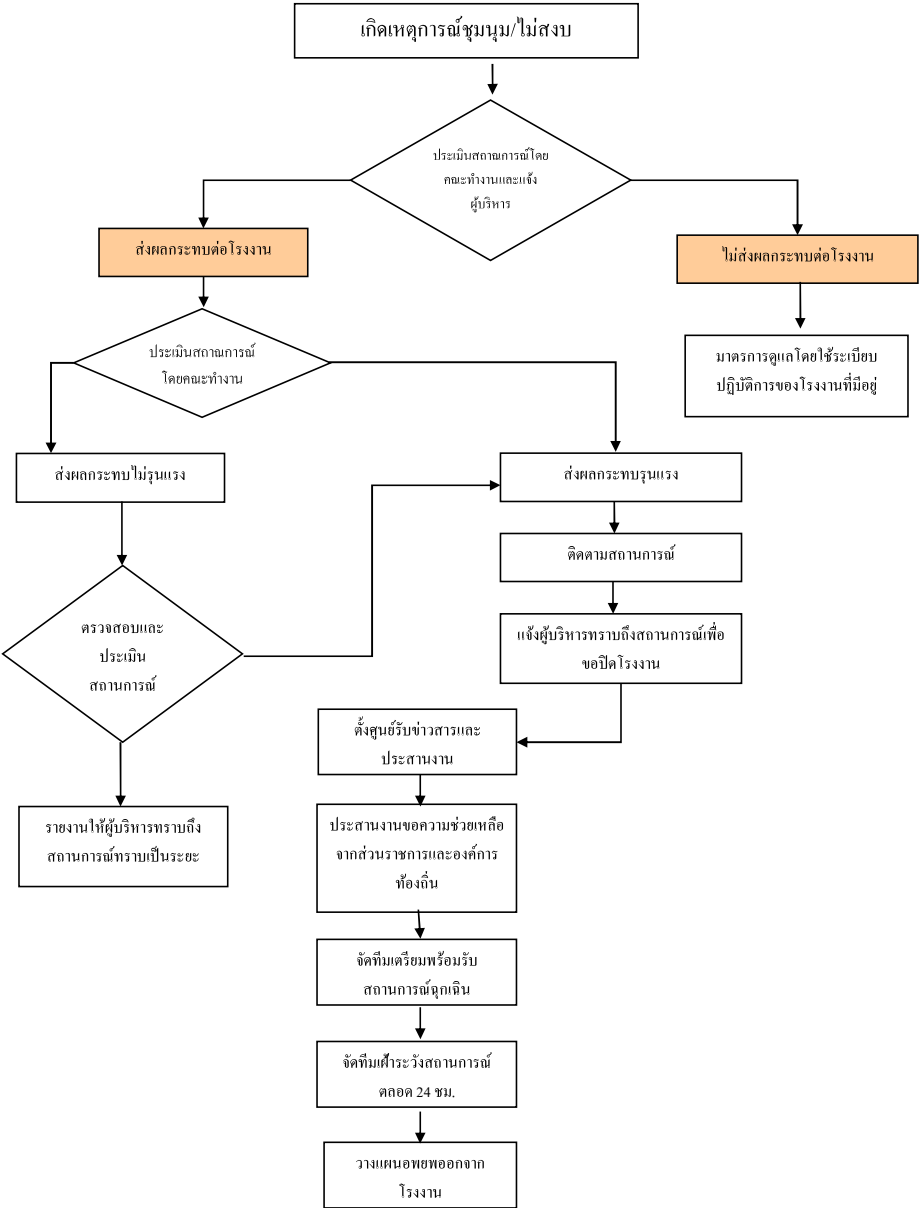 เกิดเหตุการณ์ชุมนุม/ไม่สงบ
ประเมินสถาณการณ์โดย
คณะทำงานและแจ้ง
ผู้บริหาร
ส่งผลกระทบต่อโรงงาน
ไม่ส่งผลกระทบต่อโรงงาน
ประเมินสถาณการณ์
โดยคณะทำงาน
มาตรการดูแลโดยใช้ระเบียบ
ปฏิบัติการของโรงงานที่มีอยู่
ส่งผลกระทบไม่รุนแรง
ส่งผลกระทบรุนแรง
ติดตามสถานการณ์
ตรวจสอบและ
ประเมิน
สถานการณ์
แจ้งผู้บริหารทราบถึงสถานการณ์เพื่อ
ขอปิดโรงงาน
ตั้งศูนย์รับข่าวสารและ
ประสานงาน
รายงานให้ผู้บริหารทราบถึง
สถานการณ์ทราบเป็นระยะ
ประสานงานขอความช่วยเหลือ
จากส่วนราชการและองค์การ
ท้องถิ่น
จัดทีมเตรียมพร้อมรับ
สถานการณ์ฉุกเฉิน
จัดทีมเฝ้าระวังสถานการณ์
ตลอด 24 ชม.
วางแผนอพยพออกจาก
โรงงาน